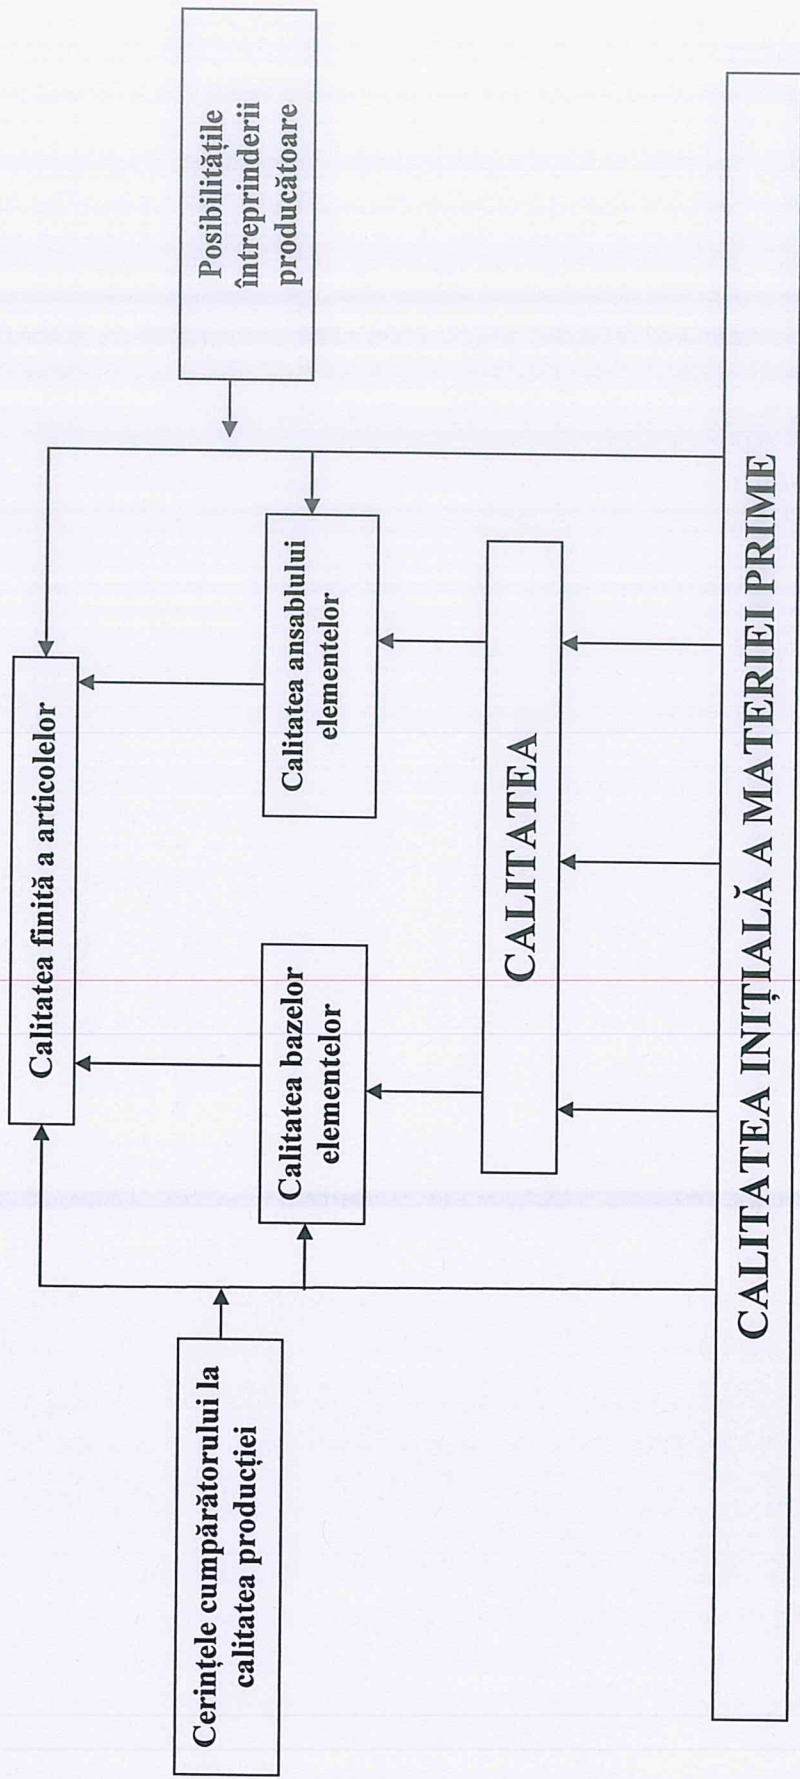 Calitatea finită a articolelor
Cerințele cumpărătorului la
calitatea producției
Posibilitățile
întreprinderii
producătoare
Calitatea bazelor
elementelor
Calitatea ansablului
elementelor
CALITATEA
CALITATEA INIȚIALĂ A MATERIEI PRIME